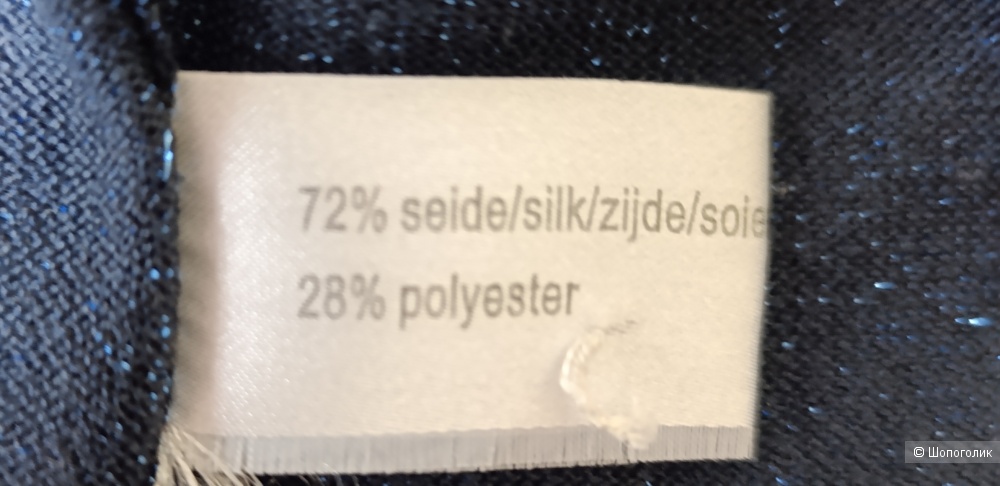 72% seide/silk/zijde/soie
28% polyester
© Шопоголик